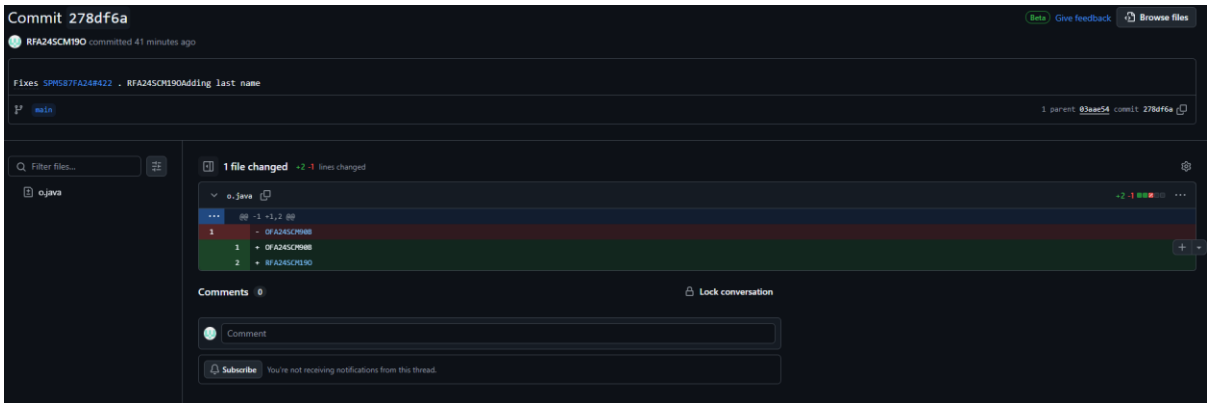 Commit 278df6a
Beta Give feedback Browse files
RFA24SCM19O committed 41 minutes ago
Fixes SPM587FA24#422 . RFA24SCM19OAdding last name
main
1 parent 03aae54 commit 278df6a
Filter files...
1 file changed +2 -1 lines changed
o.java
o.java
+2 -1
@@ -1 +1,2 @@
1 - OFA24SCM90B
1 + OFA24SCM90B
2 + RFA24SCM19O
Comments 0
Lock conversation
Comment
Subscribe You're not receiving notifications from this thread.